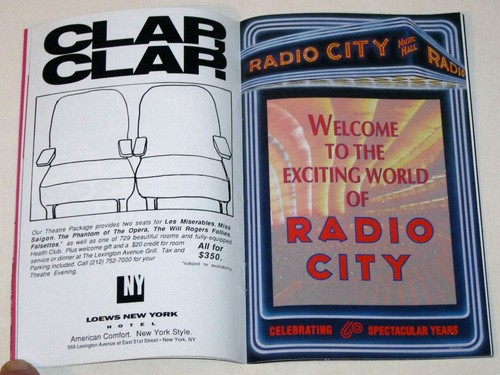 CLAP,
CLAP.
Our Theatre Package provides two seats for Les Miserables, Miss
Saigon, The Phantom of The Opera, The Will Rogers Follies,
Falsettos,* as well as one of 729 beautiful rooms and fully-equipped
Health Club. Plus welcome gift and a $20 credit for room
service or dinner at The Lexington Avenue Grill. Tax and
Parking included. Call (212) 752-7000 for your
Theatre Evening.
All for
$350.
*subject to availability
NY
LOEWS NEW YORK
HOTEL
American Comfort. New York Style.
569 Lexington Avenue at East 51st Street • New York, NY
RADIO CITY Music Hall RADIO
WELCOME
TO THE
EXCITING WORLD
OF
RADIO
CITY
CELEBRATING 60 SPECTACULAR YEARS